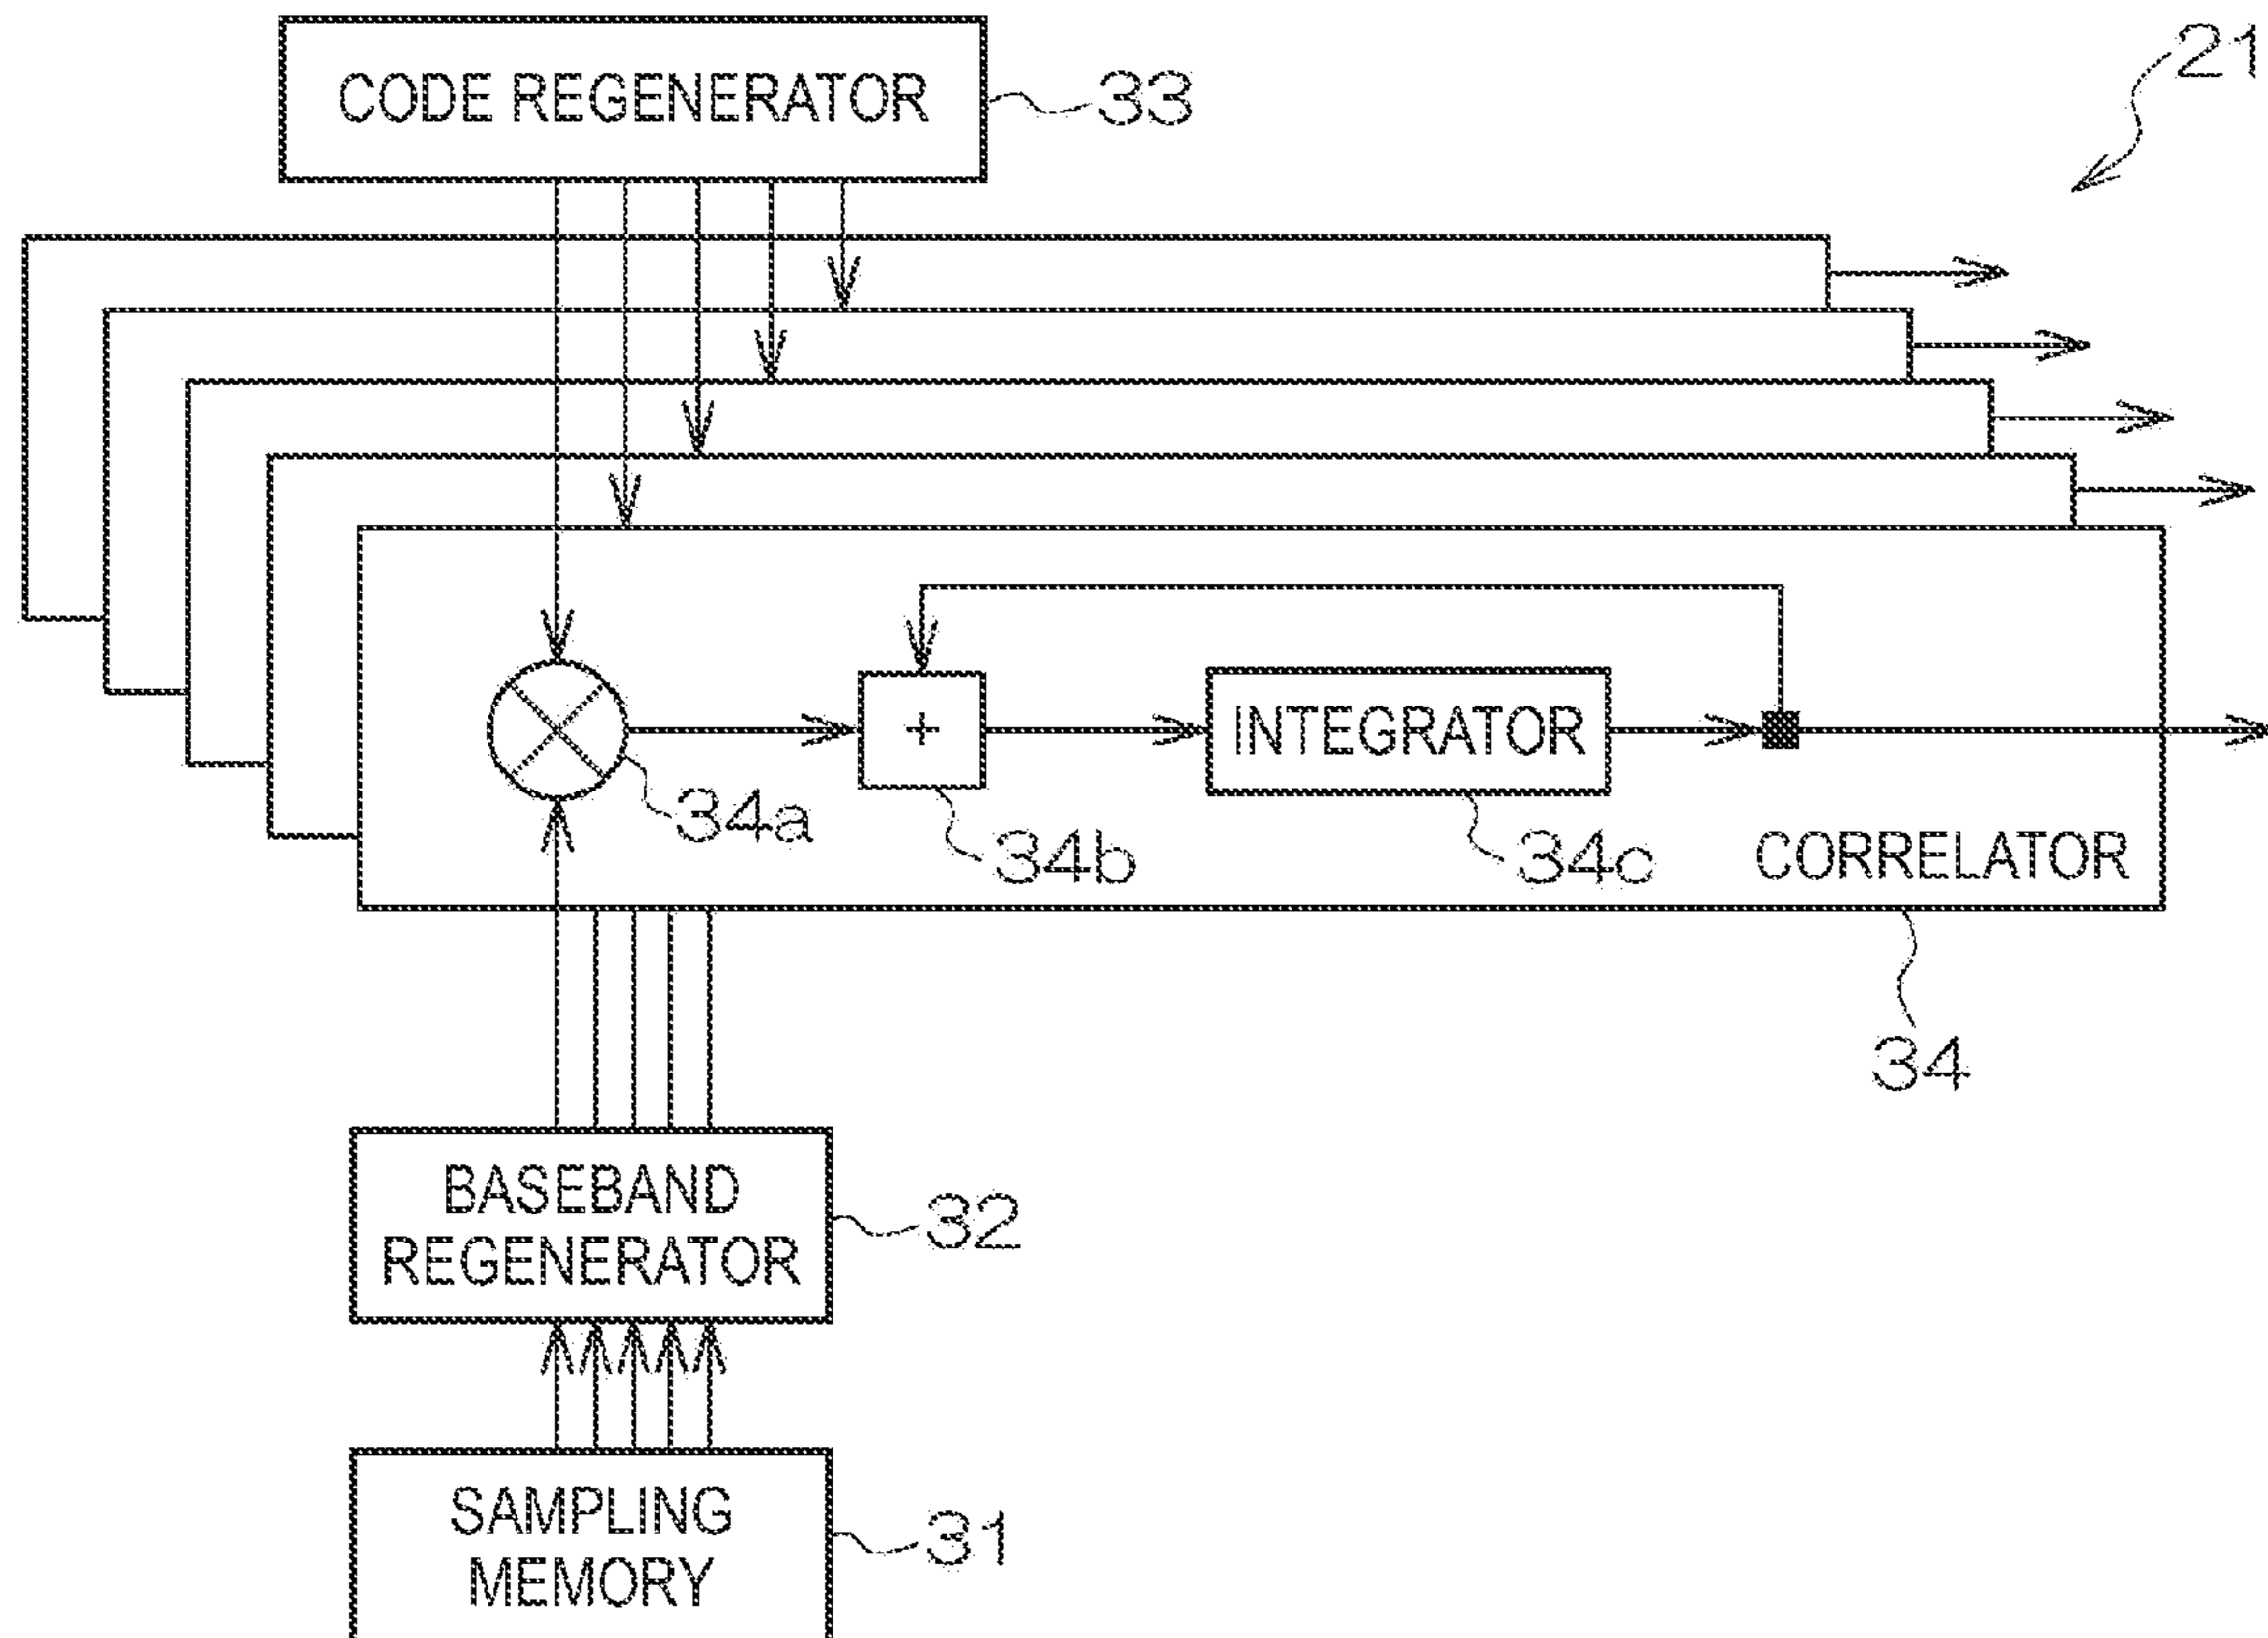 21
CODE REGENERATOR
33
+
INTEGRATOR
34a
34b
34c
CORRELATOR
34
BASEBAND
REGENERATOR
32
SAMPLING
MEMORY
31